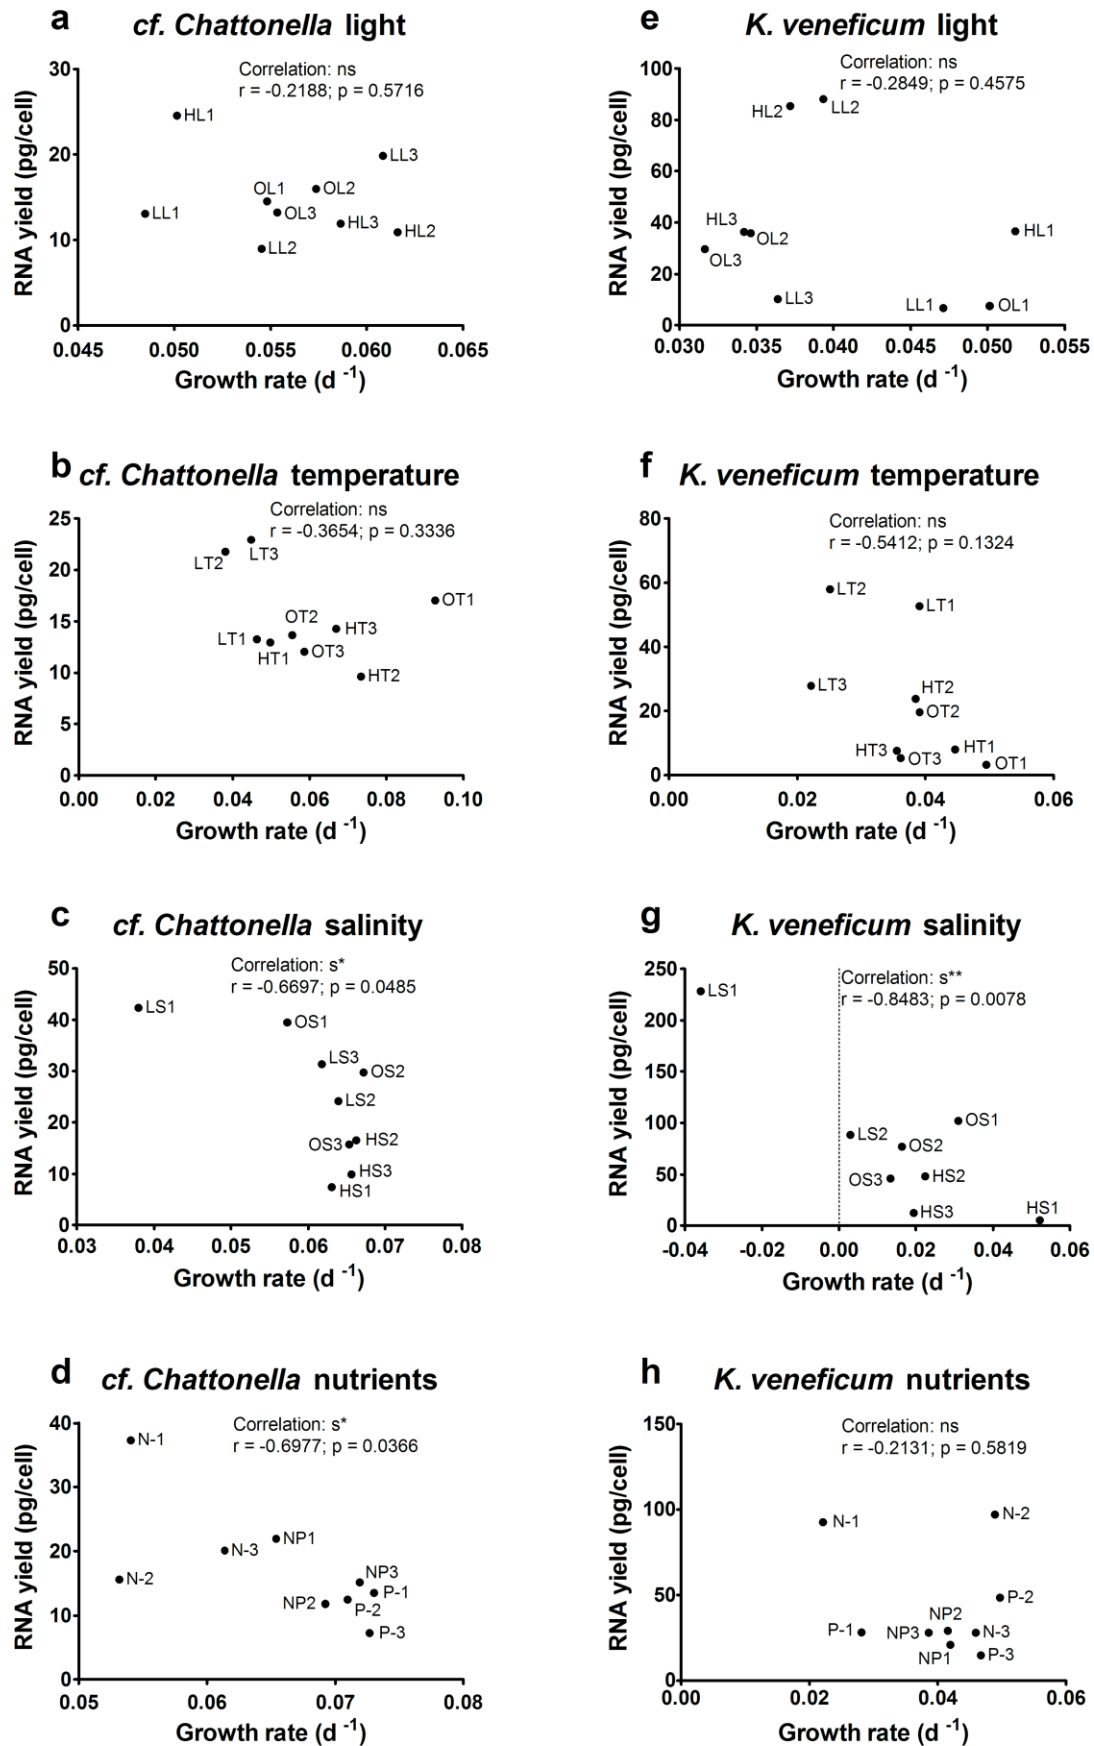 a cf. Chattonella light
Correlation: ns
r = -0.2188; p = 0.5716
RNA yield (pg/cell)
30
20
10
0
HL1
LL3
OL1
OL2
LL1
OL3
HL3
HL2
LL2
0.045 0.050 0.055 0.060 0.065
Growth rate (d -1)
e K. veneficum light
Correlation: ns
r = -0.2849; p = 0.4575
RNA yield (pg/cell)
100
80
60
40
20
0
HL2
LL2
HL3
OL2
HL1
OL3
LL3
LL1
OL1
0.030 0.035 0.040 0.045 0.050 0.055
Growth rate (d -1)
b cf. Chattonella temperature
Correlation: ns
r = -0.3654; p = 0.3336
RNA yield (pg/cell)
25
20
15
10
5
0
LT2
LT3
OT1
OT2
LT1
HT3
HT1
OT3
HT2
0.00 0.02 0.04 0.06 0.08 0.10
Growth rate (d -1)
f K. veneficum temperature
Correlation: ns
r = -0.5412; p = 0.1324
RNA yield (pg/cell)
80
60
40
20
0
LT2
LT1
LT3
HT2
OT2
HT3
OT3
HT1
OT1
0.00 0.02 0.04 0.06
Growth rate (d -1)
c cf. Chattonella salinity
Correlation: s*
r = -0.6697; p = 0.0485
RNA yield (pg/cell)
50
40
30
20
10
0
LS1
OS1
LS3
OS2
LS2
OS3
HS2
HS3
HS1
0.03 0.04 0.05 0.06 0.07 0.08
Growth rate (d -1)
g K. veneficum salinity
Correlation: s**
r = -0.8483; p = 0.0078
RNA yield (pg/cell)
250
200
150
100
50
0
LS1
OS1
LS2
OS2
OS3
HS2
HS3
HS1
-0.04 -0.02 0.00 0.02 0.04 0.06
Growth rate (d -1)
d cf. Chattonella nutrients
Correlation: s*
r = -0.6977; p = 0.0366
RNA yield (pg/cell)
40
30
20
10
0
N-1
NP1
N-3
N-2
NP3
P-1
NP2
P-2
P-3
0.05 0.06 0.07 0.08
Growth rate (d -1)
h K. veneficum nutrients
Correlation: ns
r = -0.2131; p = 0.5819
RNA yield (pg/cell)
150
100
50
0
N-1
N-2
P-2
NP2
P-1
NP3
N-3
NP1
P-3
0.00 0.02 0.04 0.06
Growth rate (d -1)